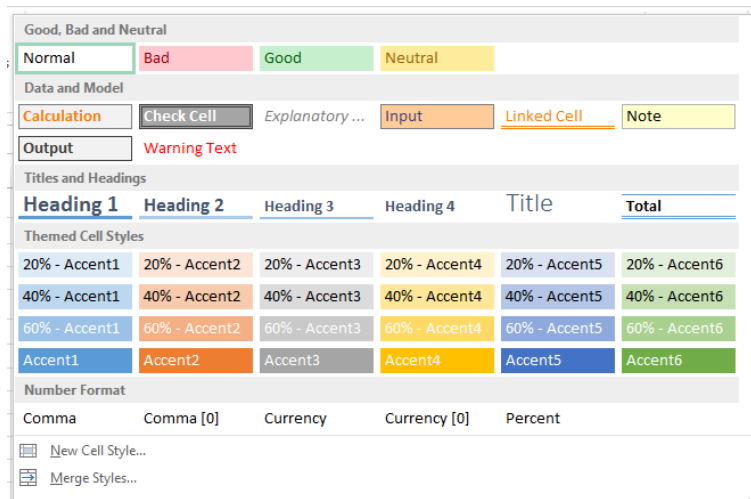 Good, Bad and Neutral
Normal Bad Good Neutral
Data and Model
Calculation Check Cell Explanatory ... Input Linked Cell Note
Output Warning Text
Titles and Headings
Heading 1 Heading 2 Heading 3 Heading 4 Title Total
Themed Cell Styles
20% - Accent1 20% - Accent2 20% - Accent3 20% - Accent4 20% - Accent5 20% - Accent6
40% - Accent1 40% - Accent2 40% - Accent3 40% - Accent4 40% - Accent5 40% - Accent6
60% - Accent1 60% - Accent2 60% - Accent3 60% - Accent4 60% - Accent5 60% - Accent6
Accent1 Accent2 Accent3 Accent4 Accent5 Accent6
Number Format
Comma Comma [0] Currency Currency [0] Percent
New Cell Style...
Merge Styles...